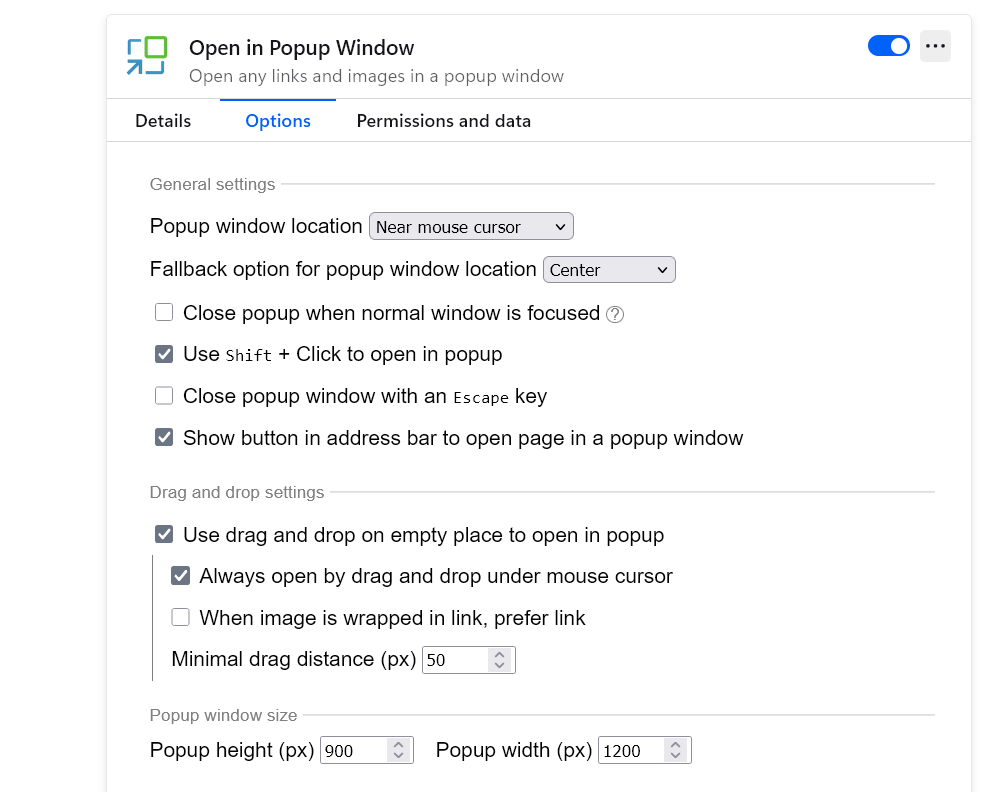 Open in Popup Window
Open any links and images in a popup window
Details Options Permissions and data
General settings
Popup window location Near mouse cursor
Fallback option for popup window location Center
Close popup when normal window is focused ?
Use Shift + Click to open in popup
Close popup window with an Escape key
Show button in address bar to open page in a popup window
Drag and drop settings
Use drag and drop on empty place to open in popup
Always open by drag and drop under mouse cursor
When image is wrapped in link, prefer link
Minimal drag distance (px) 50
Popup window size
Popup height (px) 900 Popup width (px) 1200